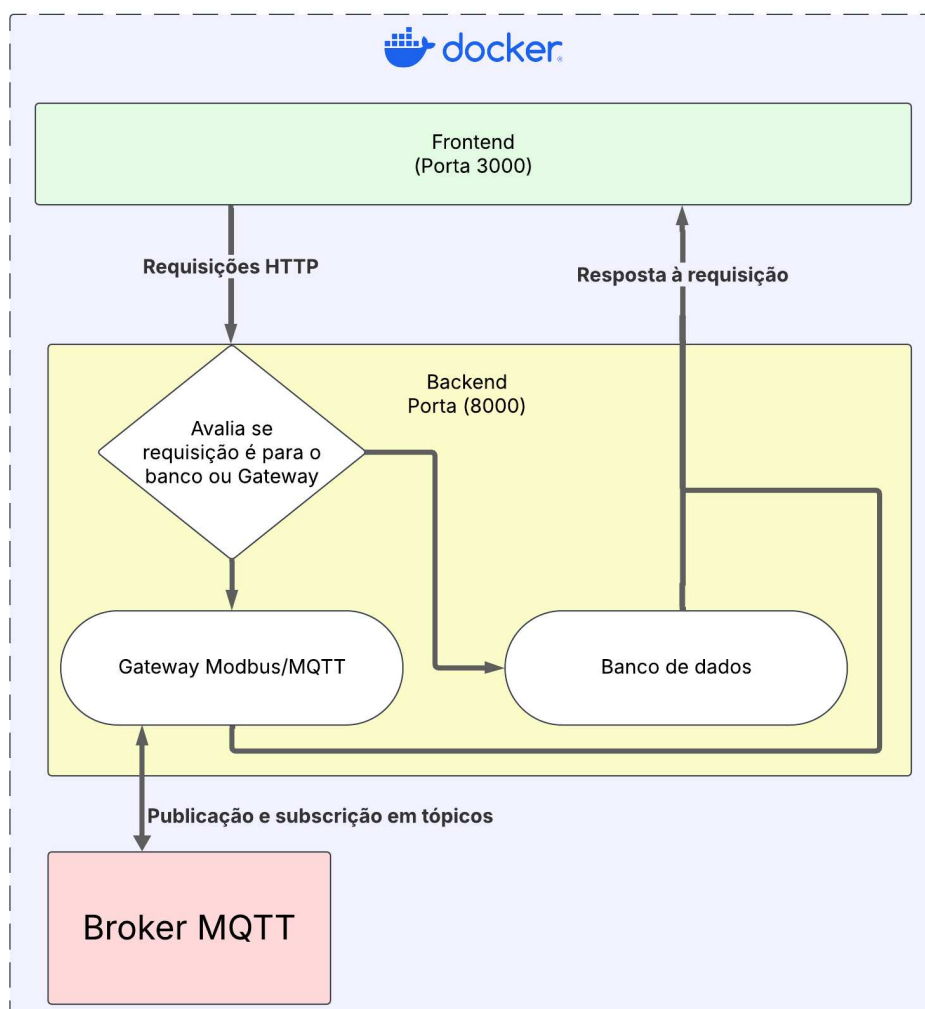 docker
Frontend
(Porta 3000)
Requisições HTTP
Resposta à requisição
Backend
Porta (8000)
Avalia se
requisição é para o
banco ou Gateway
Gateway Modbus/MQTT
Banco de dados
Publicação e subscrição em tópicos
Broker MQTT